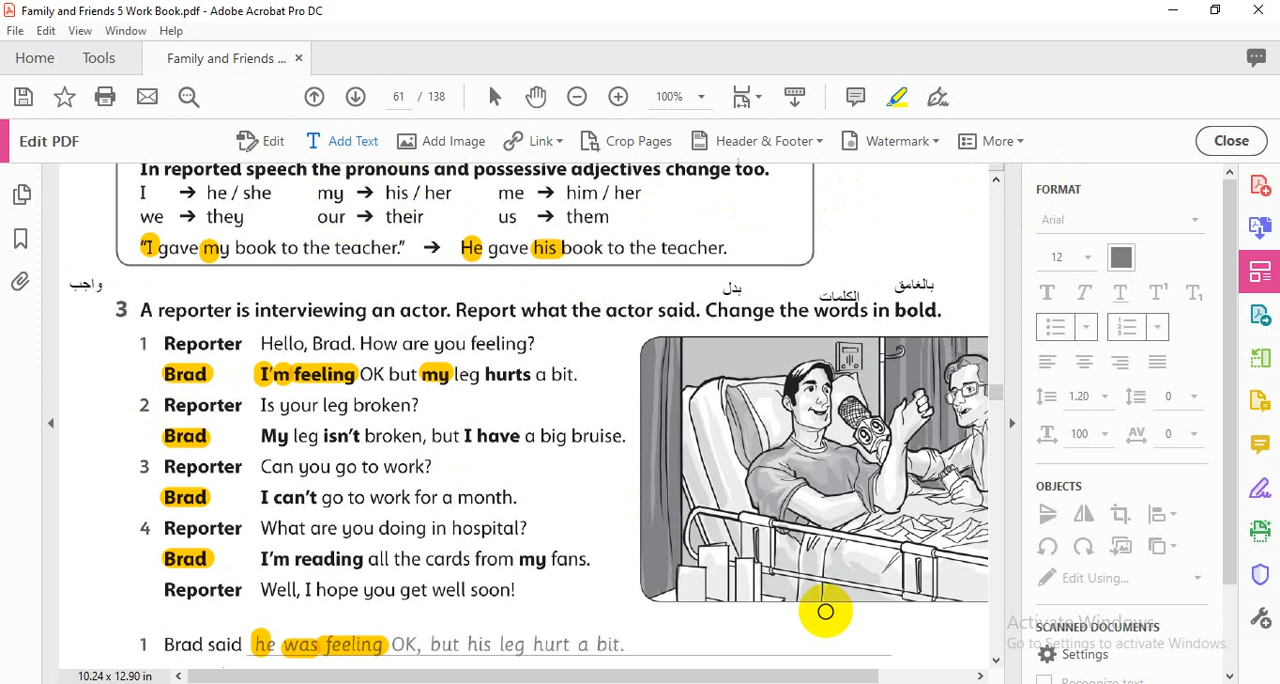 Family and Friends 5 Work Book.pdf - Adobe Acrobat Pro DC
File Edit View Window Help
Home Tools Family and Friends ... ×
61 / 138 100%
Edit PDF Edit Add Text Add Image Link Crop Pages Header & Footer Watermark More Close
In reported speech the pronouns and possessive adjectives change too.
I → he / she my → his / her me → him / her
we → they our → their us → them
"I gave my book to the teacher." → He gave his book to the teacher.
واجب بدل الكلمات بالغامق
3 A reporter is interviewing an actor. Report what the actor said. Change the words in bold.
1 Reporter Hello, Brad. How are you feeling?
Brad I'm feeling OK but my leg hurts a bit.
2 Reporter Is your leg broken?
Brad My leg isn't broken, but I have a big bruise.
3 Reporter Can you go to work?
Brad I can't go to work for a month.
4 Reporter What are you doing in hospital?
Brad I'm reading all the cards from my fans.
Reporter Well, I hope you get well soon!
1 Brad said he was feeling OK, but his leg hurt a bit.
10.24 x 12.90 in
FORMAT
Arial
12
T T T T¹ T₁
1.20 0
100 AV 0
OBJECTS
Edit Using...
SCANNED DOCUMENTS
Settings
Recognize text
Activate Windows
Go to Settings to activate Windows.